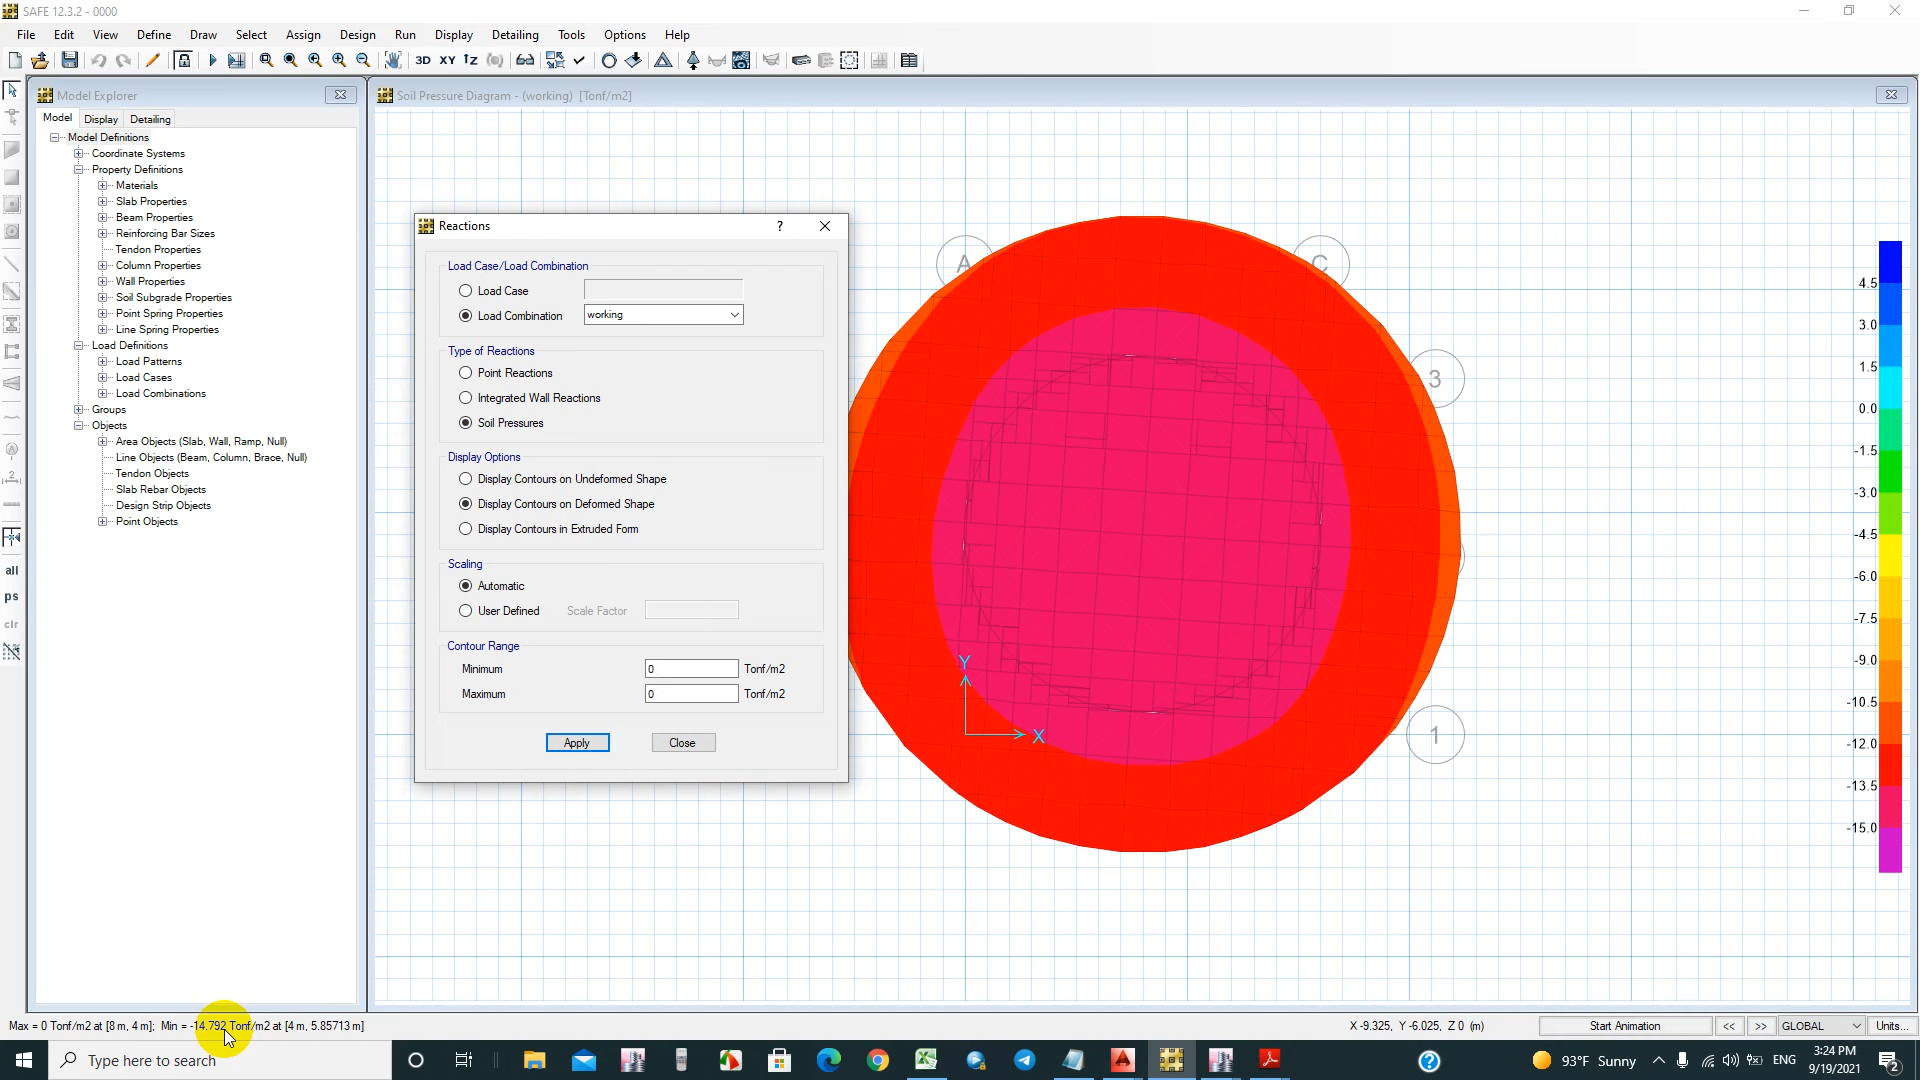 SAFE 12.3.2 - 0000
File Edit View Define Draw Select Assign Design Run Display Detailing Tools Options Help
3D XY
Model Explorer
Soil Pressure Diagram - (working) [Tonf/m2]
Model Display Detailing
Model Definitions
Coordinate Systems
Property Definitions
Materials
Slab Properties
Beam Properties
Reinforcing Bar Sizes
Tendon Properties
Column Properties
Wall Properties
Soil Subgrade Properties
Point Spring Properties
Line Spring Properties
Load Definitions
Load Patterns
Load Cases
Load Combinations
Groups
Objects
Area Objects (Slab, Wall, Ramp, Null)
Line Objects (Beam, Column, Brace, Null)
Tendon Objects
Slab Rebar Objects
Design Strip Objects
Point Objects
all
ps
clr
Reactions
?
Load Case/Load Combination
Load Case
Load Combination working
Type of Reactions
Point Reactions
Integrated Wall Reactions
Soil Pressures
Display Options
Display Contours on Undeformed Shape
Display Contours on Deformed Shape
Display Contours in Extruded Form
Scaling
Automatic
User Defined Scale Factor
Contour Range
Minimum 0 Tonf/m2
Maximum 0 Tonf/m2
Apply Close
A C
3
1
Y
X
4.5
3.0
1.5
0.0
-1.5
-3.0
-4.5
-6.0
-7.5
-9.0
-10.5
-12.0
-13.5
-15.0
Max = 0 Tonf/m2 at [8 m, 4 m]; Min = -14.792 Tonf/m2 at [4 m, 5.85713 m]
X -9.325, Y -6.025, Z 0 (m)
Start Animation << >> GLOBAL Units...
Type here to search
93°F Sunny
ENG
3:24 PM
9/19/2021
2